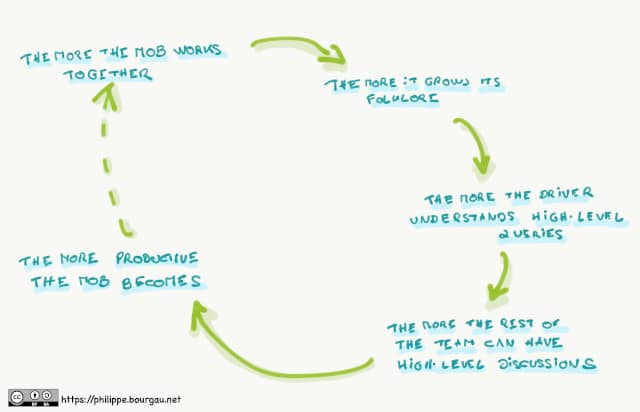 THE MORE THE MOB WORKS
TOGETHER
THE MORE IT GROWS ITS
FOLKLORE
THE MORE THE DRIVER
UNDERSTANDS HIGH-LEVEL
QUERIES
THE MORE THE REST OF
THE TEAM CAN HAVE
HIGH-LEVEL DISCUSSIONS
THE MORE PRODUCTIVE
THE MOB BECOMES
cc BY SA https://philippe.bourgau.net